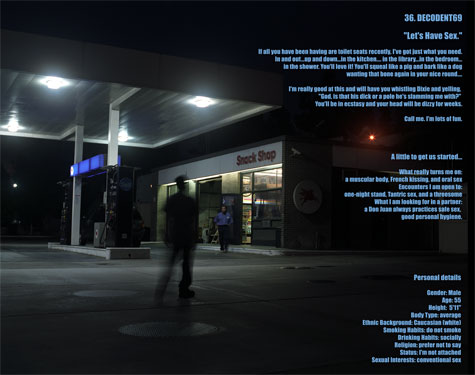 36. DECODENT69
"Let's Have Sex."
If all you have been having are toilet seats recently, I've got just what you need.
In and out...up and down...in the kitchen.... in the library...in the bedroom...
in the shower. You'll love it! You'll squeal like a pig and bark like a dog
wanting that bone again in your nice round....
I'm really good at this and will have you whistling Dixie and yelling,
"God, is that his dick or a pole he's slamming me with?"
You'll be in ecstasy and your head will be dizzy for weeks.
Call me. I'm lots of fun.
Snack Shop
A little to get us started...
What really turns me on:
a muscular body, French kissing, and oral sex
Encounters I am open to:
one-night stand, Tantric sex, and a threesome
What I am looking for in a partner:
a Don Juan always practices safe sex,
good personal hygiene.
Personal details
Gender: Male
Age: 55
Height: 5'11"
Body Type: average
Ethnic Background: Caucasian (white)
Smoking Habits: do not smoke
Drinking Habits: socially
Religion: prefer not to say
Status: I'm not attached
Sexual Interests: conventional sex